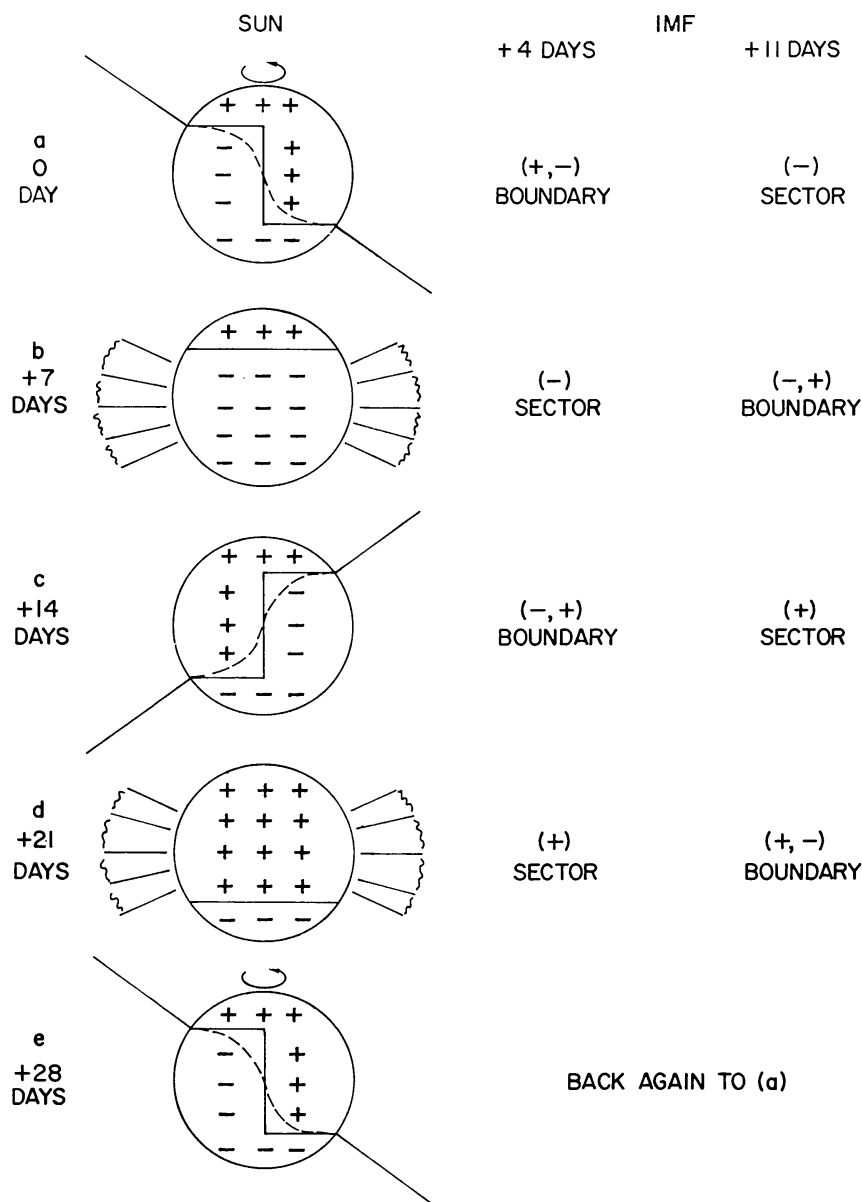 SUN
IMF
+4 DAYS
+11 DAYS
a
0
DAY
+ + +
- +
- +
- +
- - -
(+,-)
BOUNDARY
(-)
SECTOR
b
+7
DAYS
+ + +
- - -
- - -
- - -
- - -
(-)
SECTOR
(-,+)
BOUNDARY
c
+14
DAYS
+ + +
+ -
+ -
+ -
- - -
(-,+)
BOUNDARY
(+)
SECTOR
d
+21
DAYS
+ + +
+ + +
+ + +
+ + +
- - -
(+)
SECTOR
(+,-)
BOUNDARY
e
+28
DAYS
+ + +
- +
- +
- +
- - -
BACK AGAIN TO (a)